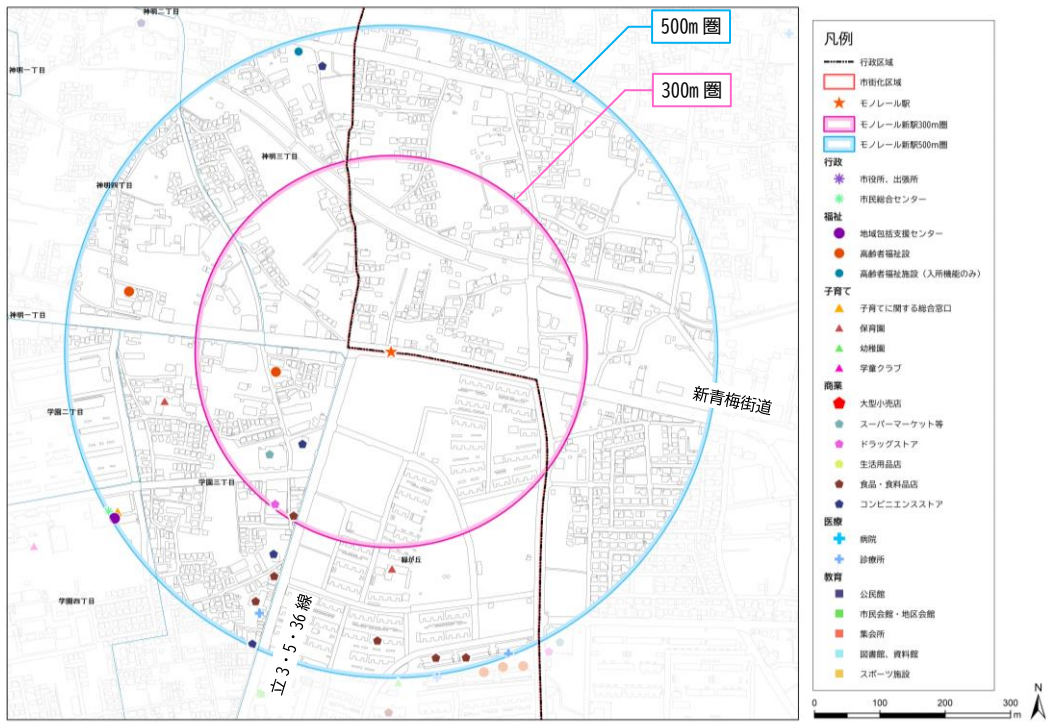 神明二丁目
神明一丁目
500m 圏
300m 圏
神明三丁目
神明四丁目
神明一丁目
新青梅街道
学園二丁目
学園三丁目
緑が丘
学園四丁目
立 3・5・36 線
凡例
行政区域
市街化区域
モノレール駅
モノレール新駅300m圏
モノレール新駅500m圏
行政
市役所、出張所
市民総合センター
福祉
地域包括支援センター
高齢者福祉設
高齢者福祉施設（入所機能のみ）
子育て
子育てに関する総合窓口
保育園
幼稚園
学童クラブ
商業
大型小売店
スーパーマーケット等
ドラッグストア
生活用品店
食品・食料品店
コンビニエンスストア
医療
病院
診療所
教育
公民館
市民会館・地区会館
集会所
図書館、資料館
スポーツ施設
N
0 100 200 300
m